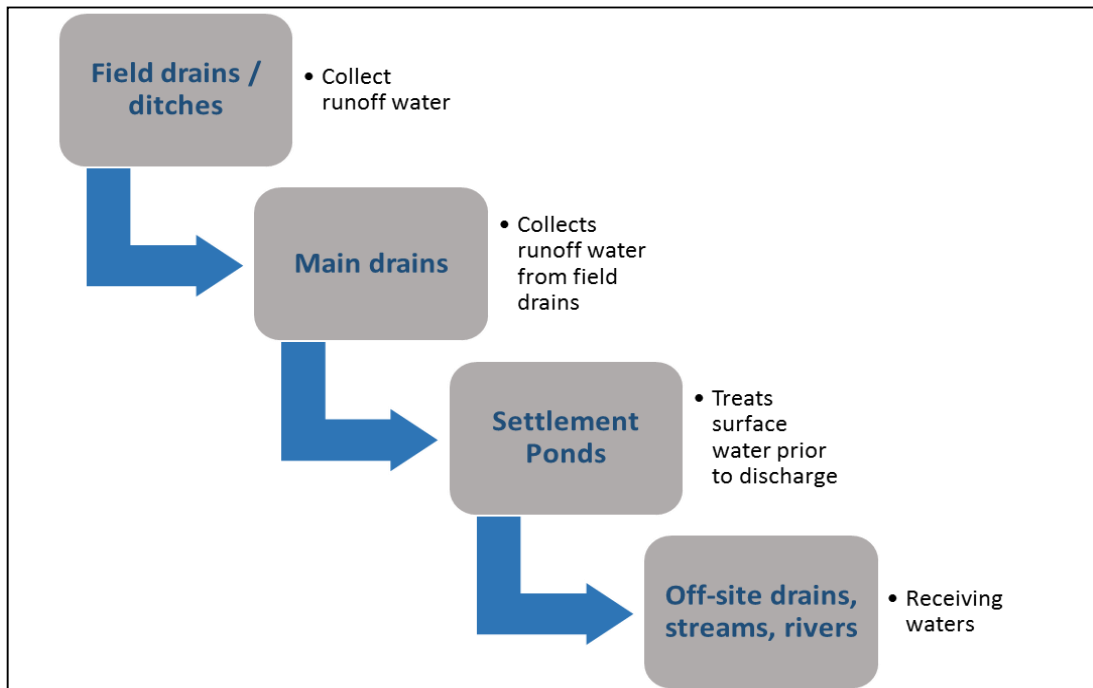 Field drains /
ditches
• Collect
runoff water
Main drains
• Collects
runoff water
from field
drains
Settlement
Ponds
• Treats
surface
water prior
to discharge
Off-site drains,
streams, rivers
• Receiving
waters